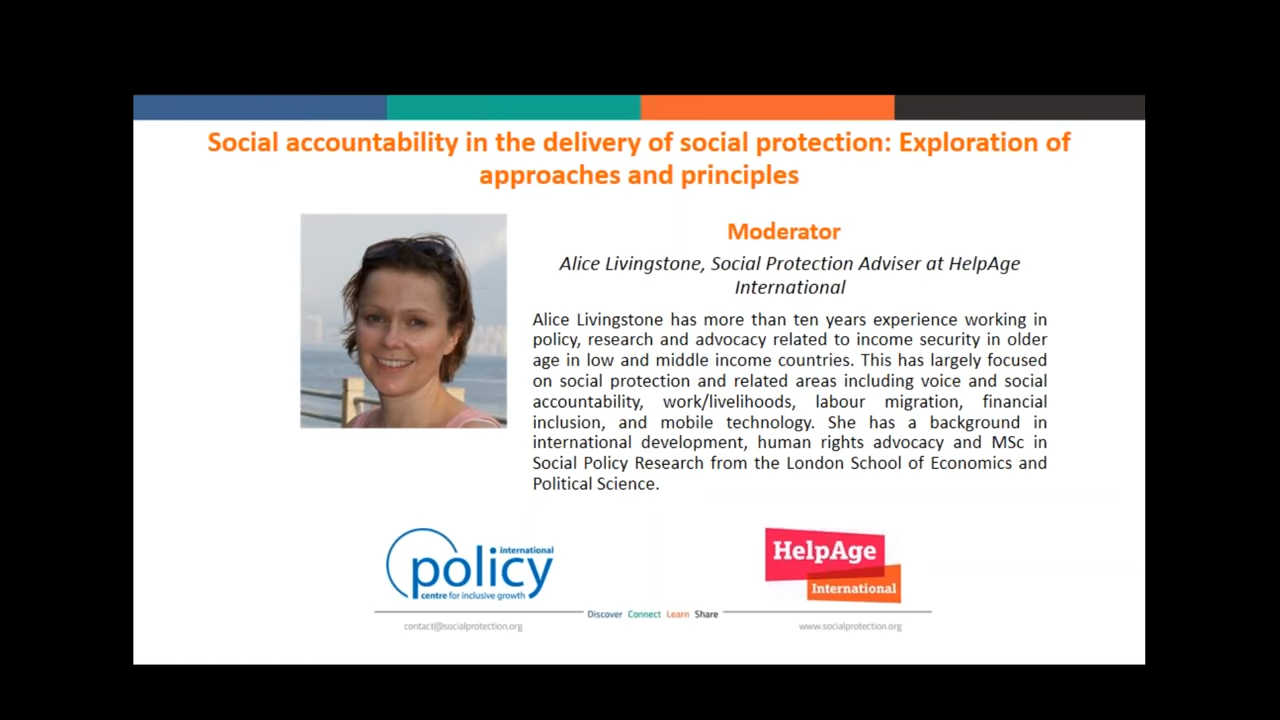 Social accountability in the delivery of social protection: Exploration of
approaches and principles
Moderator
Alice Livingstone, Social Protection Adviser at HelpAge
International
Alice Livingstone has more than ten years experience working in
policy, research and advocacy related to income security in older
age in low and middle income countries. This has largely focused
on social protection and related areas including voice and social
accountability, work/livelihoods, labour migration, financial
inclusion, and mobile technology. She has a background in
international development, human rights advocacy and MSc in
Social Policy Research from the London School of Economics and
Political Science.
international
policy
centre for inclusive growth
HelpAge
International
Discover Connect Learn Share
contact@socialprotection.org
www.socialprotection.org